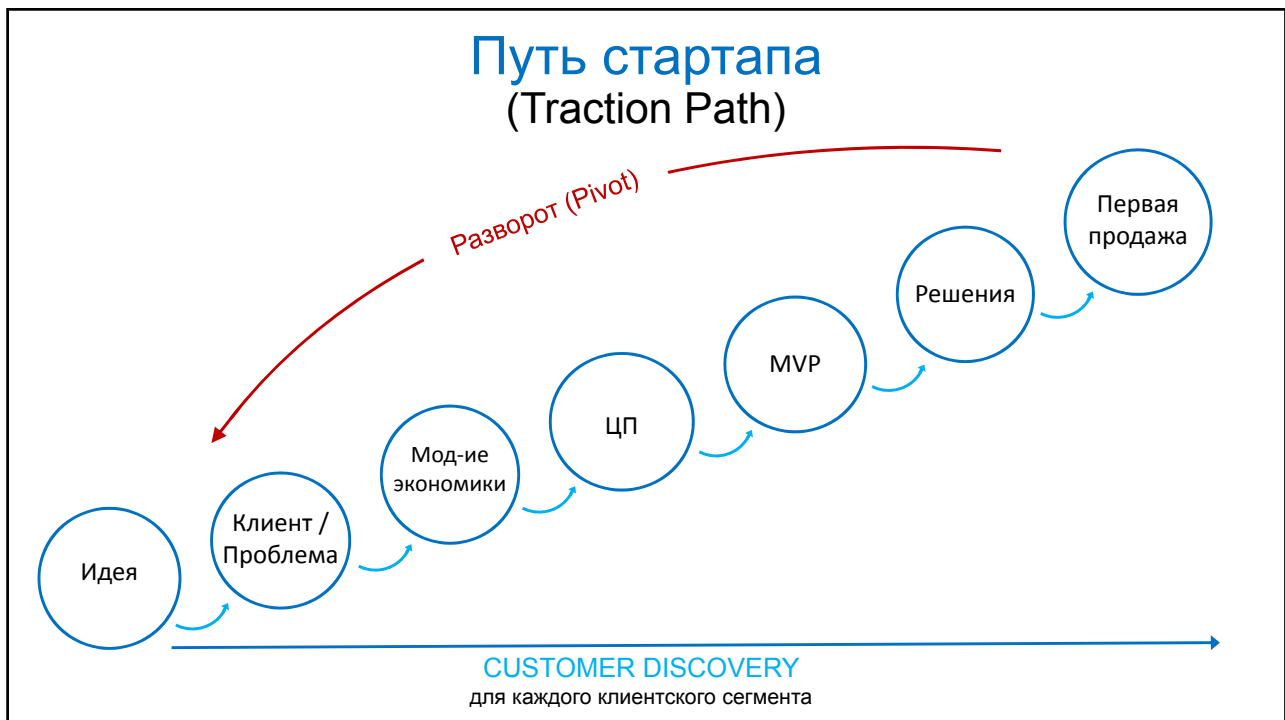 Путь стартапа
(Traction Path)
Разворот (Pivot)
Первая
продажа
Решения
MVP
ЦП
Мод-ие
экономики
Клиент /
Проблема
Идея
CUSTOMER DISCOVERY
для каждого клиентского сегмента